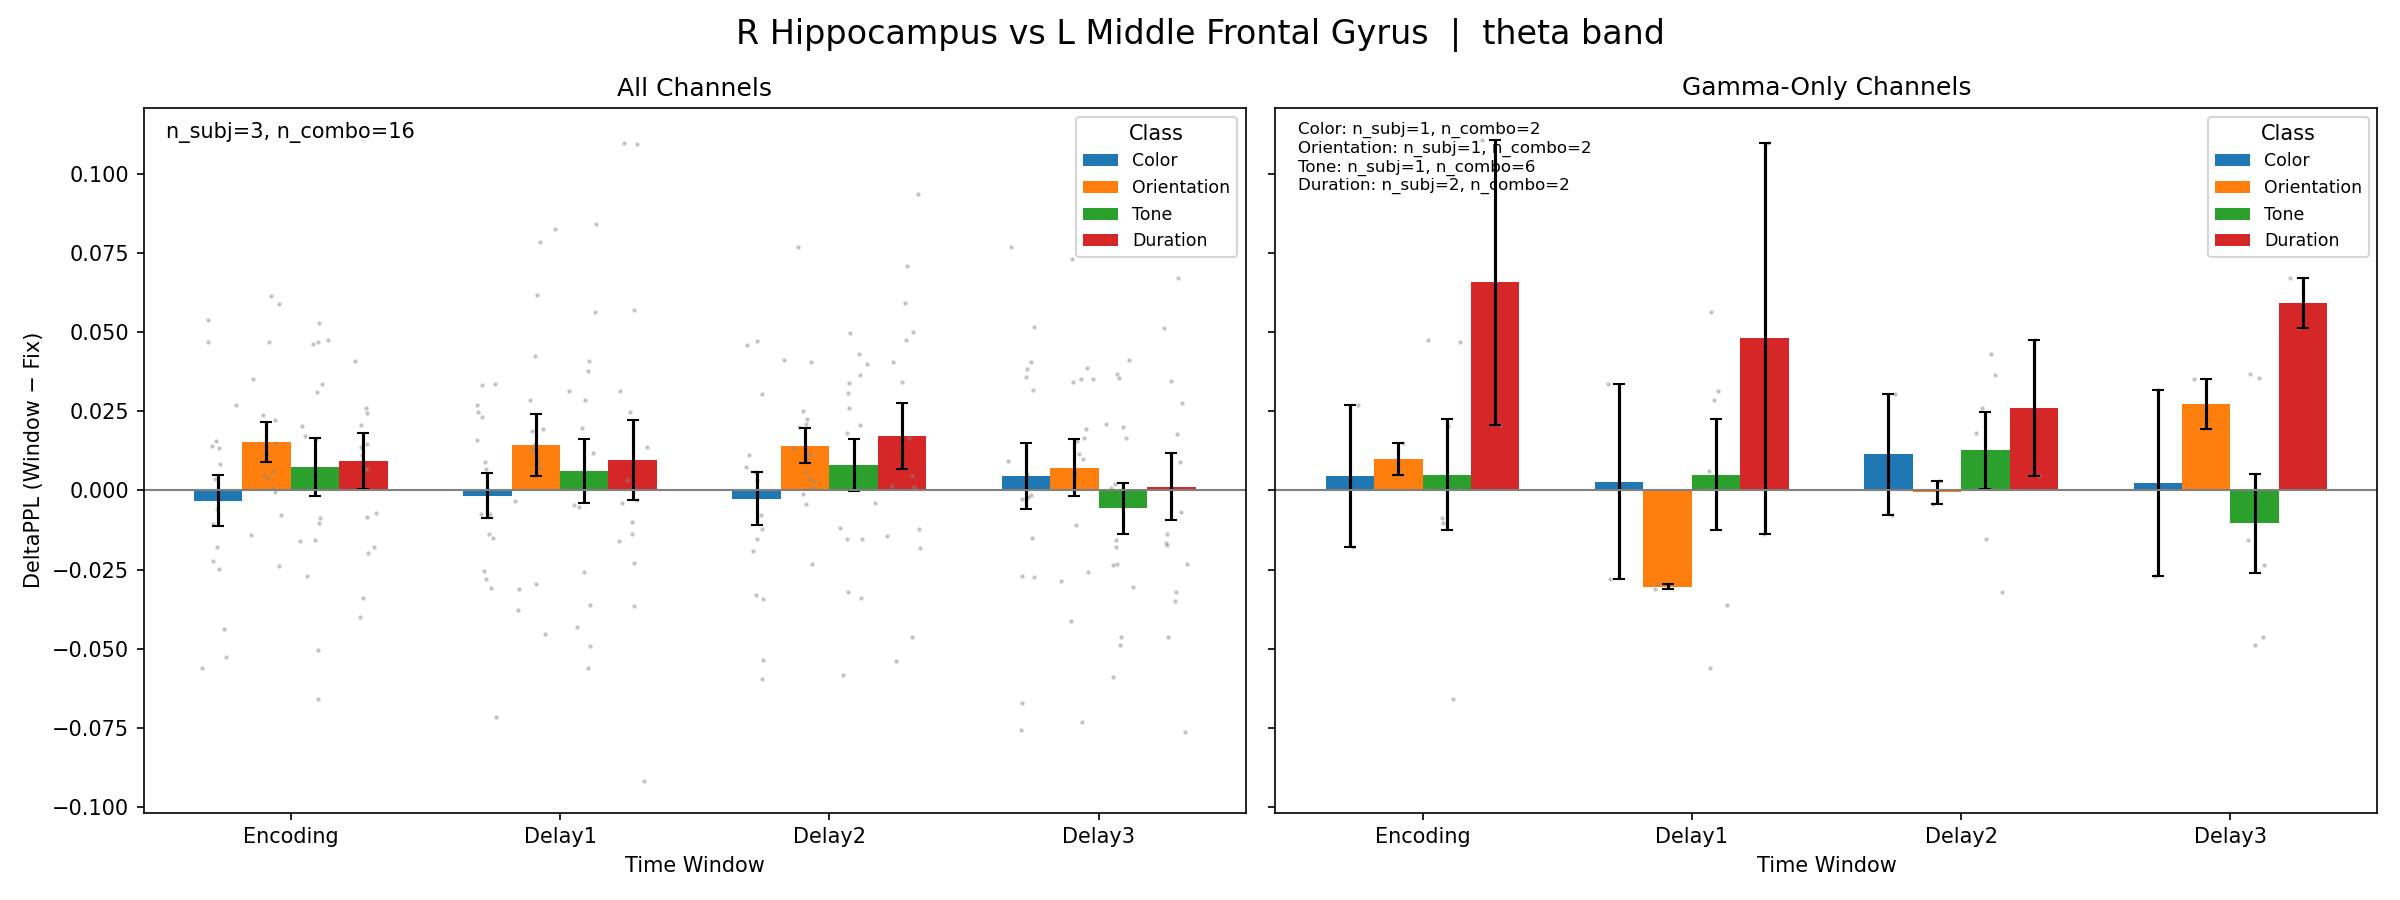 R Hippocampus vs L Middle Frontal Gyrus | theta band
All Channels
n_subj=3, n_combo=16
Class
Color
Orientation
Tone
Duration
0.100
0.075
0.050
0.025
0.000
−0.025
−0.050
−0.075
−0.100
DeltaPPL (Window − Fix)
Encoding
Delay1
Delay2
Delay3
Time Window
Gamma-Only Channels
Color: n_subj=1, n_combo=2
Orientation: n_subj=1, n_combo=2
Tone: n_subj=1, n_combo=6
Duration: n_subj=2, n_combo=2
Class
Color
Orientation
Tone
Duration
Encoding
Delay1
Delay2
Delay3
Time Window